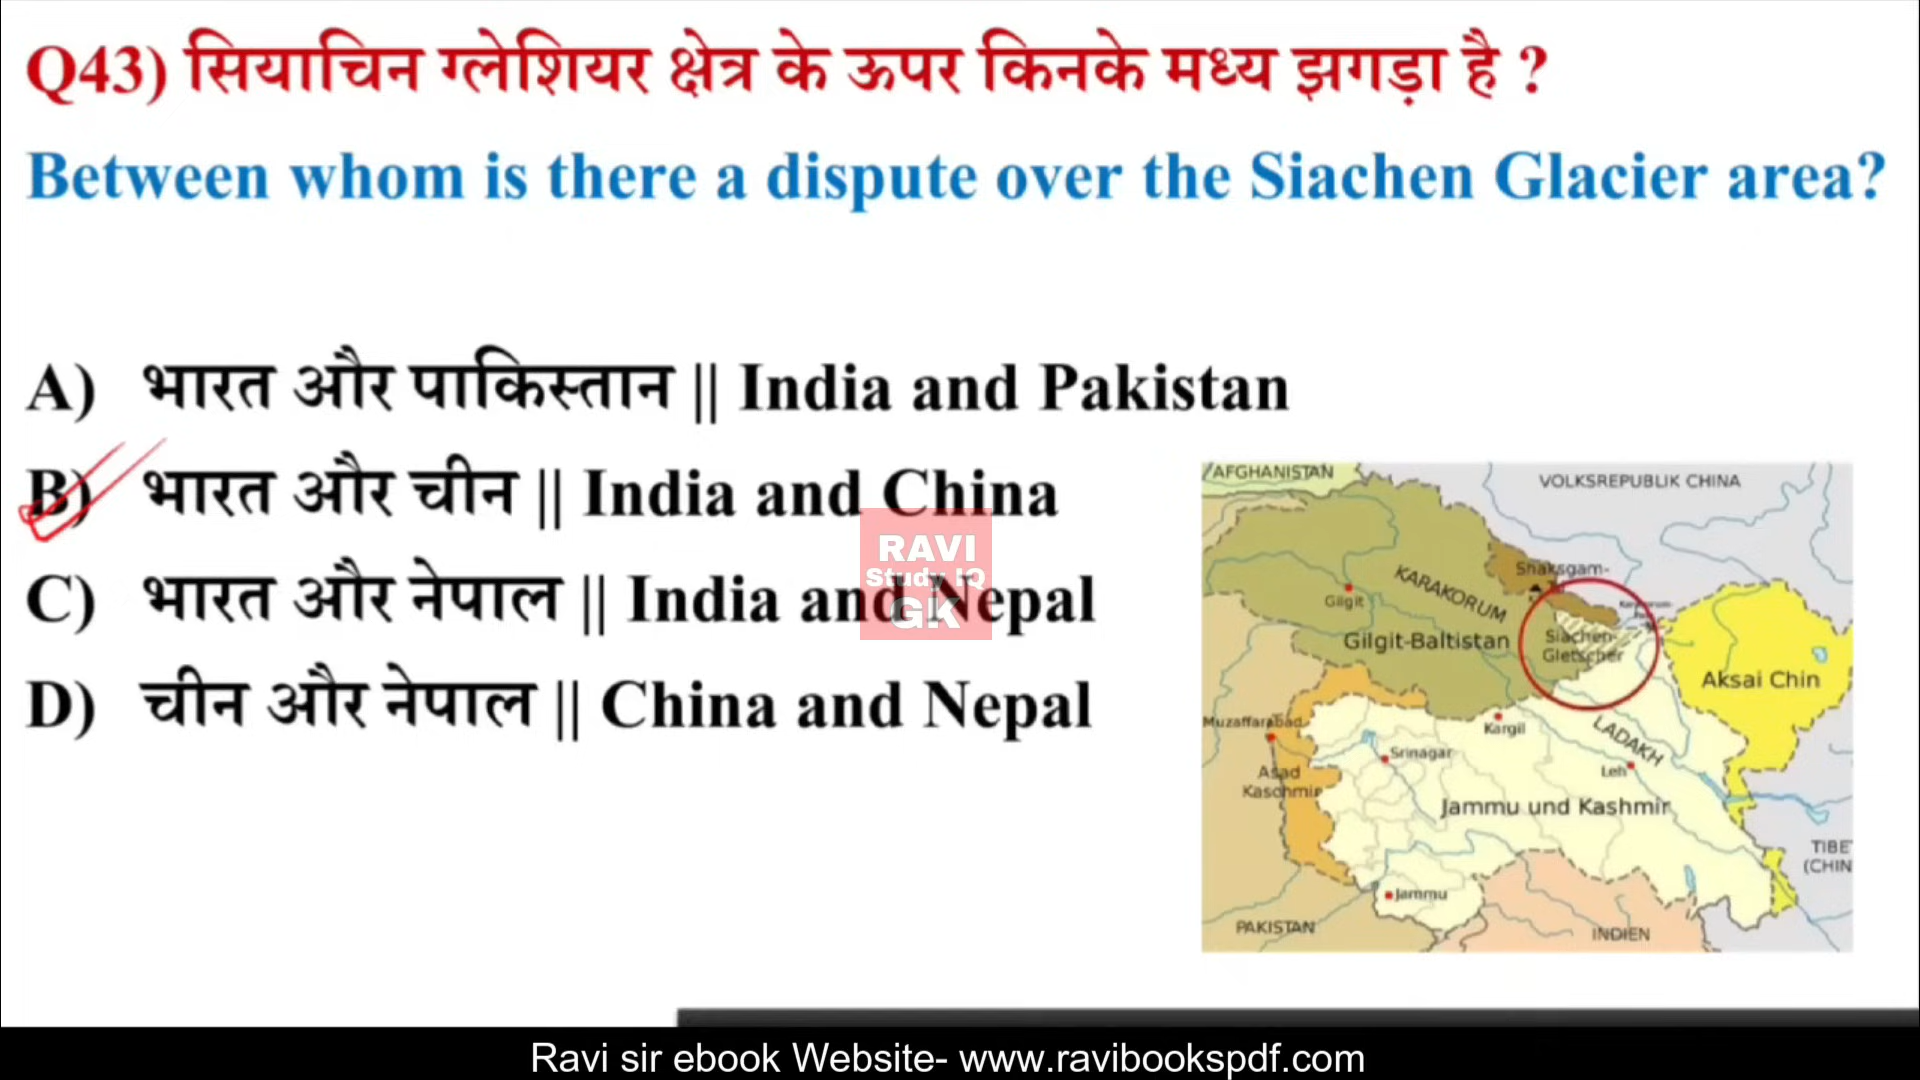 Q43) सियाचिन ग्लेशियर क्षेत्र के ऊपर किनके मध्य झगड़ा है ?
Between whom is there a dispute over the Siachen Glacier area?
A) भारत और पाकिस्तान || India and Pakistan
B) भारत और चीन || India and China
C) भारत और नेपाल || India and Nepal
D) चीन और नेपाल || China and Nepal
RAVI
Study IQ
GK
AFGHANISTAN
VOLKSREPUBLIK CHINA
Shaksgam-
KARAKORUM
Gilgit
Siachen-
Gletscher
Gilgit-Baltistan
Aksai Chin
Muzaffarabad
Kargil
LADAKH
Srinagar
Leh
Asad
Kaschmir
Jammu und Kashmir
TIBE
(CHIN
Jammu
PAKISTAN
INDIEN
Ravi sir ebook Website- www.ravibookspdf.com